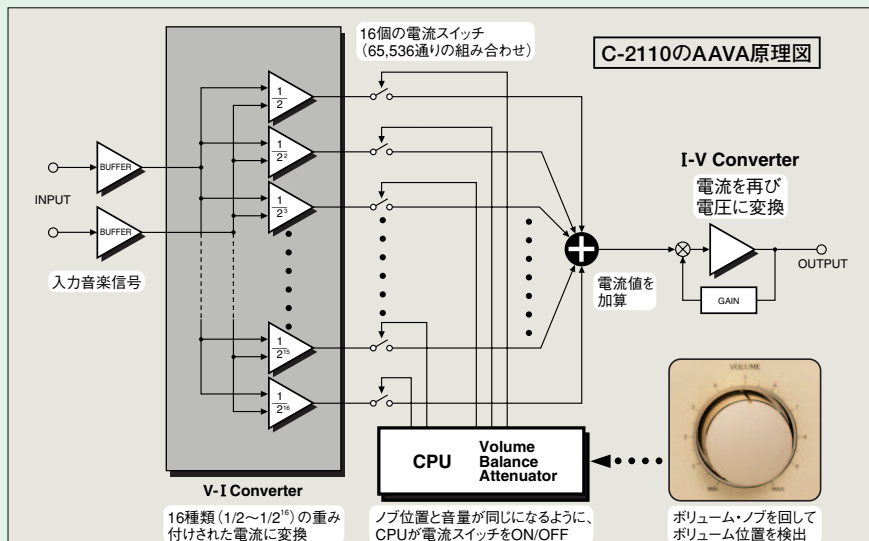 C-2110のAAVA原理図
16個の電流スイッチ
(65,536通りの組み合わせ)
1/2
1/2²
1/2³
1/2¹⁵
1/2¹⁶
BUFFER
BUFFER
INPUT
入力音楽信号
I-V Converter
電流を再び
電圧に変換
OUTPUT
GAIN
電流値を
加算
V-I Converter
16種類(1/2~1/2¹⁶)の重み
付けされた電流に変換
CPU
Volume
Balance
Attenuator
ノブ位置と音量が同じになるように、
CPUが電流スイッチをON/OFF
VOLUME
MIN
MAX
ボリューム・ノブを回して
ボリューム位置を検出